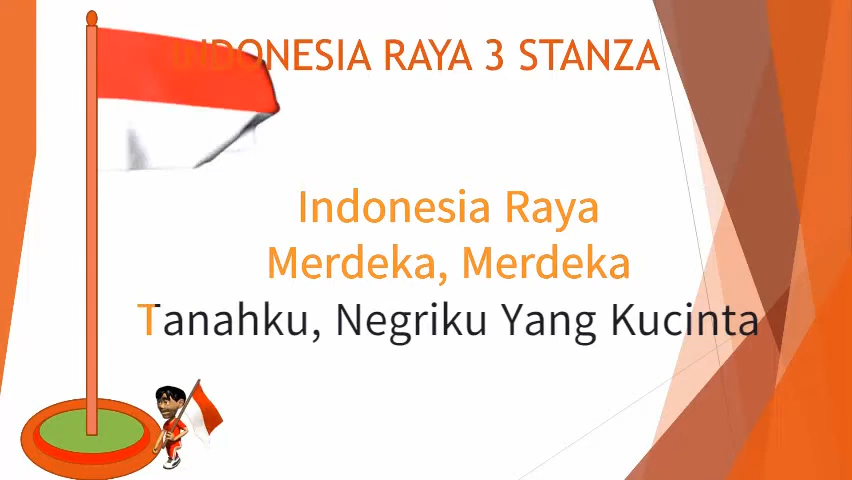 INDONESIA RAYA 3 STANZA
Indonesia Raya
Merdeka, Merdeka
Tanahku, Negriku Yang Kucinta